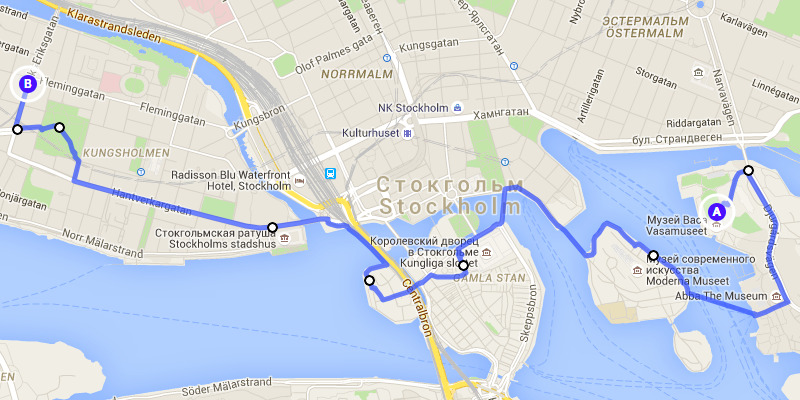 Klarastrandsleden
K Eriksgatan
B
Fleminggatan
Fleminggatan
KUNGSHOLMEN
Hantverkargatan
Norr Mälarstrand
Стокгольмская ратуша
Stockholms stadshus
Radisson Blu Waterfront
Hotel, Stockholm
Kungsbron
Olof Palmes gata
Kungsgatan
NORRMALM
NK Stockholm
Kulturhuset
Хамнгатан
Стокгольм
Stockholm
Королевский дворец
в Стокгольме
Kungliga slottet
GAMLA STAN
Centralbron
Skeppsbron
Söder Mälarstrand
ЭСТЕРМАЛЬМ
ÖSTERMALM
Karlavägen
Storgatan
Linnégatan
Artillerigatan
Narvavägen
Riddargatan
бул. Страндвеген
A
Музей Васа
Vasamuseet
Djurgårdsvägen
Музей современного
искусства
Moderna Museet
Abba The Museum